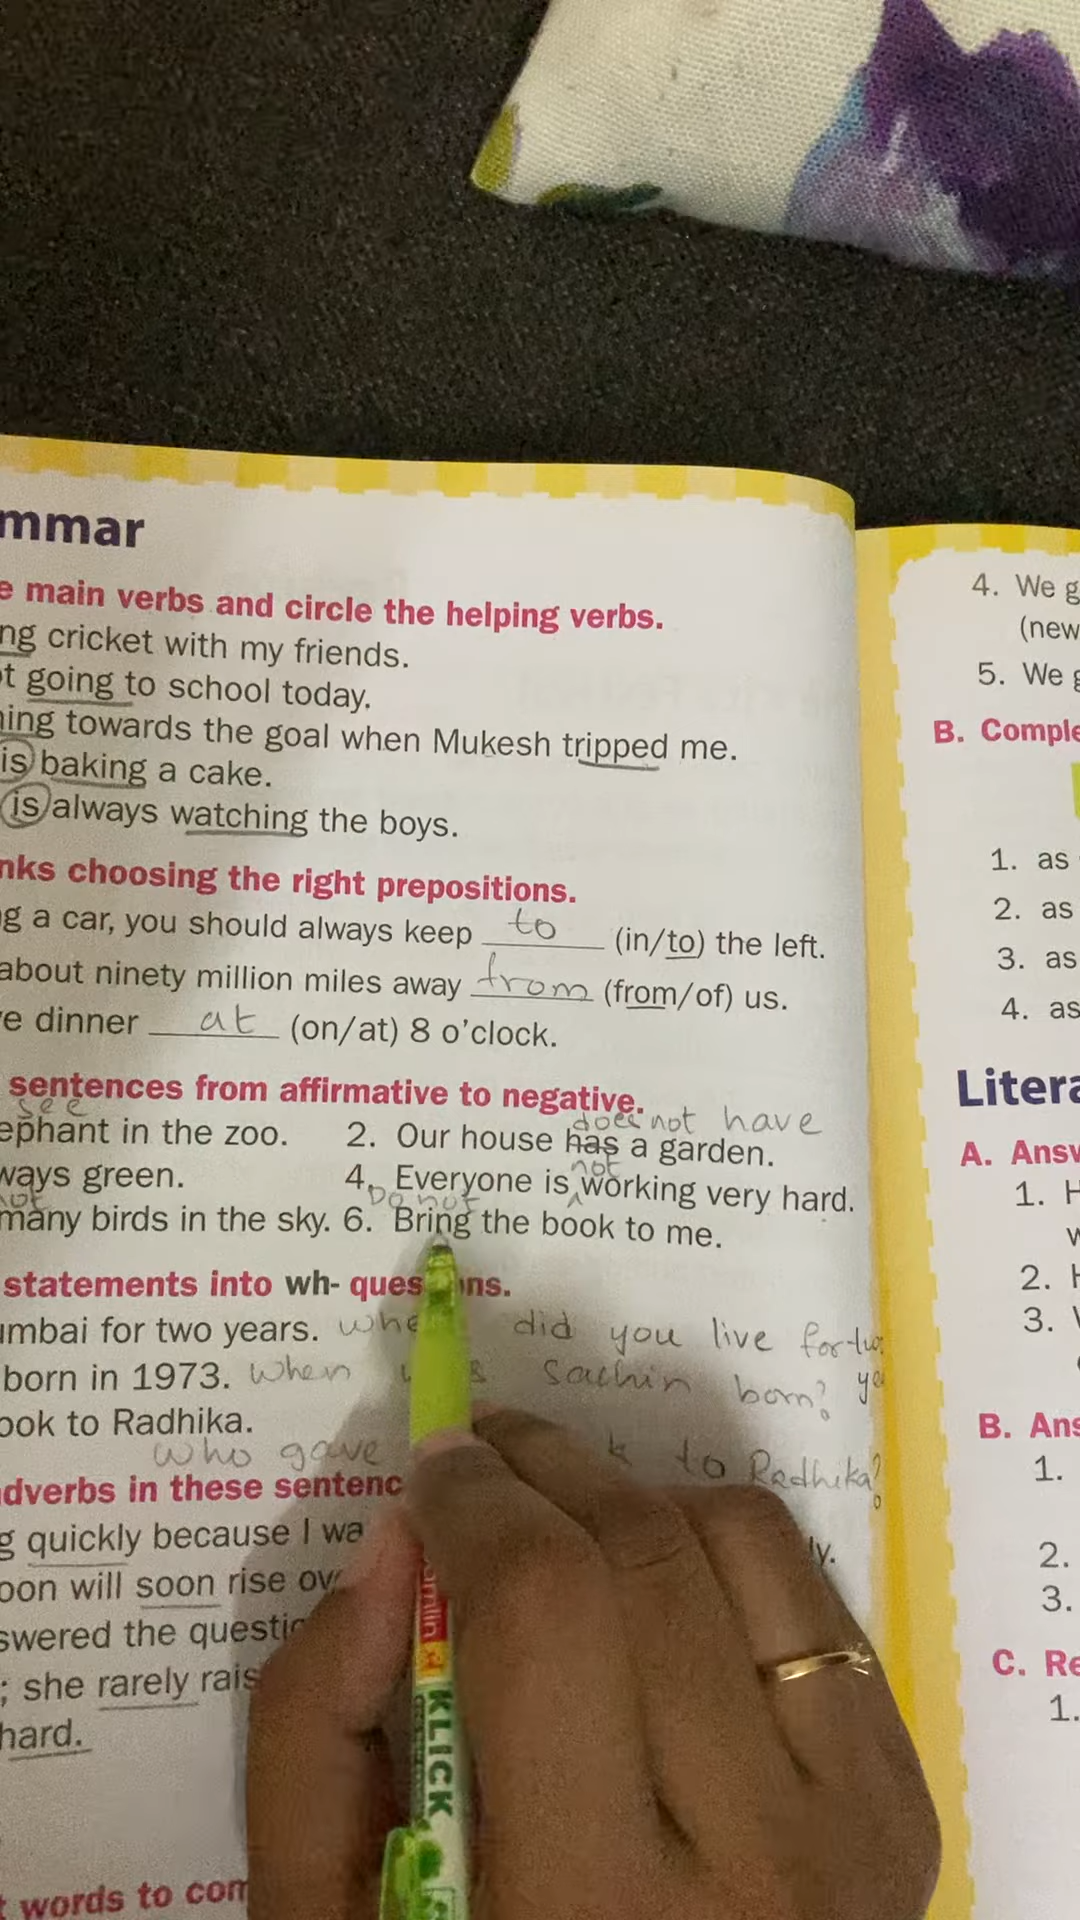 mmar
e main verbs and circle the helping verbs.
ng cricket with my friends.
t going to school today.
ning towards the goal when Mukesh tripped me.
is baking a cake.
is always watching the boys.
nks choosing the right prepositions.
g a car, you should always keep to (in/to) the left.
about ninety million miles away from (from/of) us.
e dinner at (on/at) 8 o'clock.
sentences from affirmative to negative.
see does not have
ephant in the zoo. 2. Our house has a garden.
not
ways green. 4. Everyone is working very hard.
not Do not
many birds in the sky. 6. Bring the book to me.
statements into wh- ques ns.
umbai for two years. whe did you live for two
born in 1973. When s Sachin born? ye
ook to Radhika.
who gave k to Radhika?
dverbs in these sentenc
g quickly because I wa ly.
oon will soon rise ov
swered the questio
; she rarely rais
hard.
t words to com
4. We g
(new
5. We g
B. Comple
1. as
2. as
3. as
4. as
Litera
A. Answ
1. H
w
2. H
3.
B. Ans
1.
2.
3.
C. Re
1.
camlin
KLICK